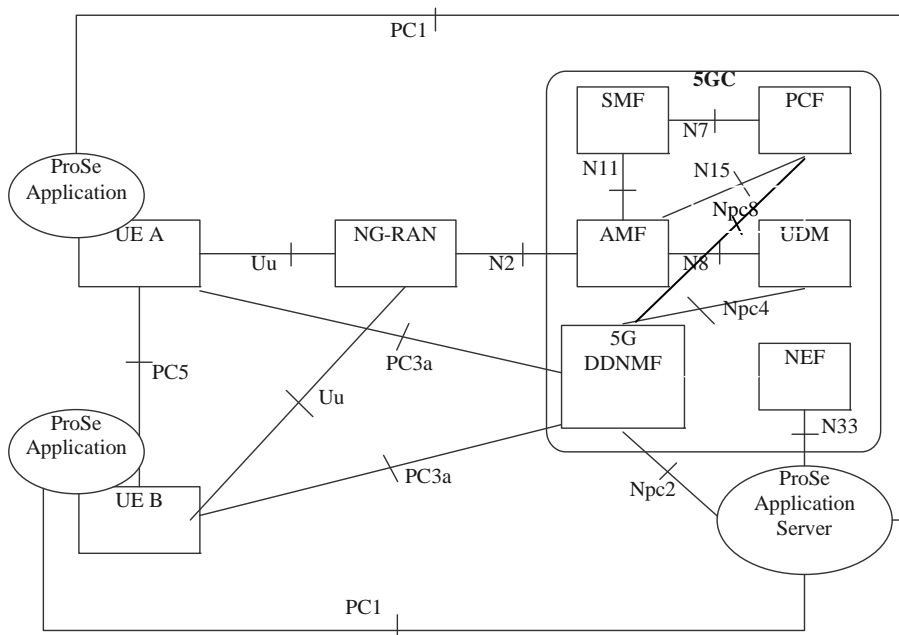 PC1
5GC
SMF
PCF
N7
ProSe
Application
N11
N15
Npc8
UE A
NG-RAN
AMF
UDM
Uu
N2
N8
Npc4
5G
DDNMF
NEF
PC3a
PC5
Uu
ProSe
Application
N33
PC3a
ProSe
Application
Server
Npc2
UE B
PC1